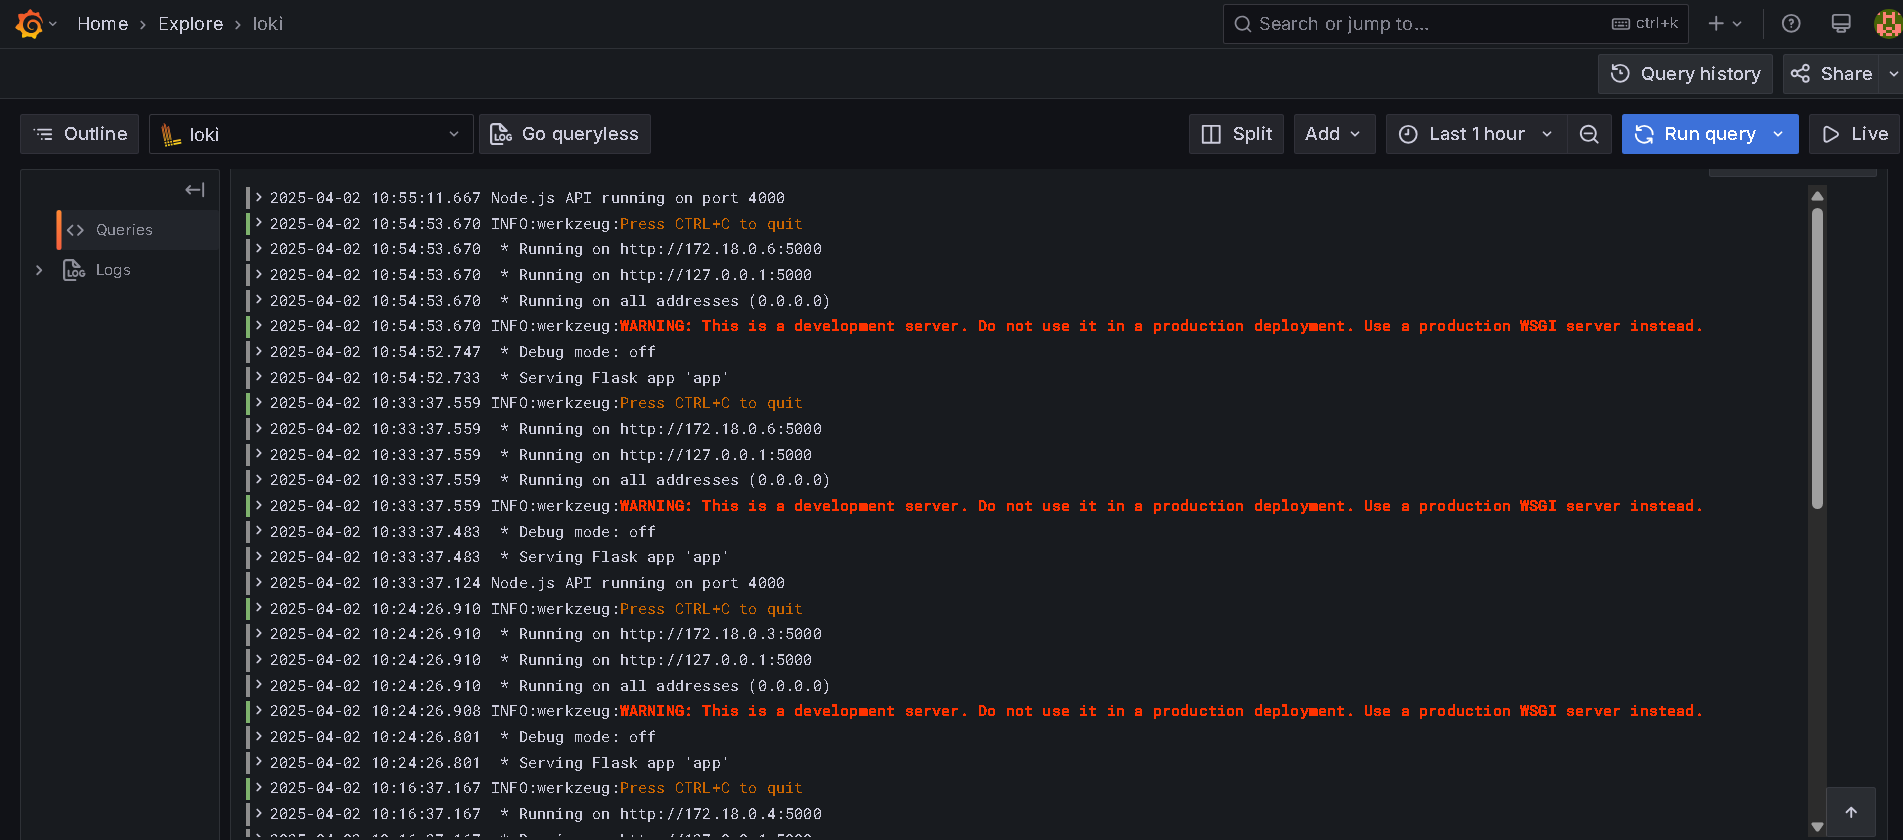 Home › Explore › lokì
Search or jump to...
ctrl+k
Query history
Share
Outline
lokì
Go queryless
Split
Add
Last 1 hour
Run query
Live
Queries
Logs
2025-04-02 10:55:11.667 Node.js API running on port 4000
2025-04-02 10:54:53.670 INFO:werkzeug:Press CTRL+C to quit
2025-04-02 10:54:53.670  * Running on http://172.18.0.6:5000
2025-04-02 10:54:53.670  * Running on http://127.0.0.1:5000
2025-04-02 10:54:53.670  * Running on all addresses (0.0.0.0)
2025-04-02 10:54:53.670 INFO:werkzeug:WARNING: This is a development server. Do not use it in a production deployment. Use a production WSGI server instead.
2025-04-02 10:54:52.747  * Debug mode: off
2025-04-02 10:54:52.733  * Serving Flask app 'app'
2025-04-02 10:33:37.559 INFO:werkzeug:Press CTRL+C to quit
2025-04-02 10:33:37.559  * Running on http://172.18.0.6:5000
2025-04-02 10:33:37.559  * Running on http://127.0.0.1:5000
2025-04-02 10:33:37.559  * Running on all addresses (0.0.0.0)
2025-04-02 10:33:37.559 INFO:werkzeug:WARNING: This is a development server. Do not use it in a production deployment. Use a production WSGI server instead.
2025-04-02 10:33:37.483  * Debug mode: off
2025-04-02 10:33:37.483  * Serving Flask app 'app'
2025-04-02 10:33:37.124 Node.js API running on port 4000
2025-04-02 10:24:26.910 INFO:werkzeug:Press CTRL+C to quit
2025-04-02 10:24:26.910  * Running on http://172.18.0.3:5000
2025-04-02 10:24:26.910  * Running on http://127.0.0.1:5000
2025-04-02 10:24:26.910  * Running on all addresses (0.0.0.0)
2025-04-02 10:24:26.908 INFO:werkzeug:WARNING: This is a development server. Do not use it in a production deployment. Use a production WSGI server instead.
2025-04-02 10:24:26.801  * Debug mode: off
2025-04-02 10:24:26.801  * Serving Flask app 'app'
2025-04-02 10:16:37.167 INFO:werkzeug:Press CTRL+C to quit
2025-04-02 10:16:37.167  * Running on http://172.18.0.4:5000